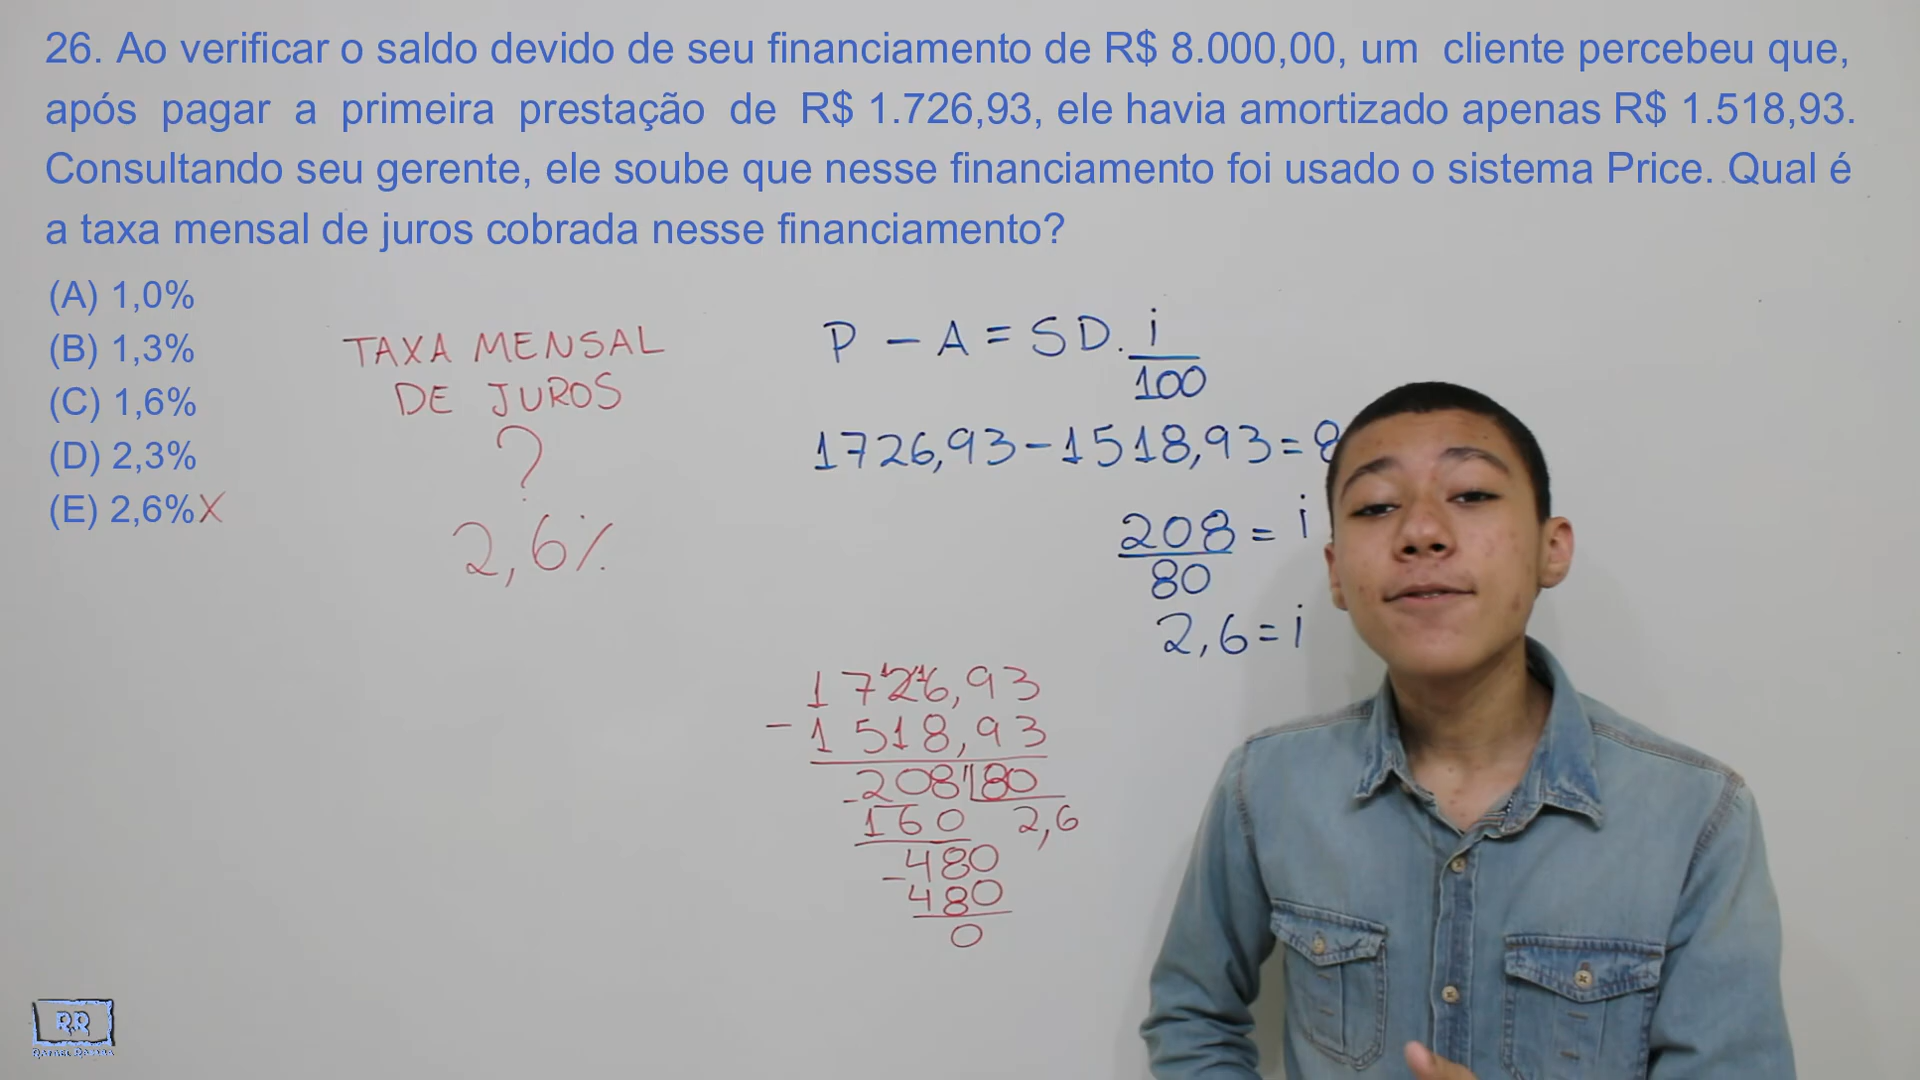 26. Ao verificar o saldo devido de seu financiamento de R$ 8.000,00, um cliente percebeu que,
após pagar a primeira prestação de R$ 1.726,93, ele havia amortizado apenas R$ 1.518,93.
Consultando seu gerente, ele soube que nesse financiamento foi usado o sistema Price. Qual é
a taxa mensal de juros cobrada nesse financiamento?
(A) 1,0%
(B) 1,3%
(C) 1,6%
(D) 2,3%
(E) 2,6% X
TAXA MENSAL
DE JUROS
?
2,6%
P - A = SD. i
100
1726,93 - 1518,93 = 8
208 = i
80
2,6 = i
1726,93
- 1518,93
-208 80
160 2,6
480
-480
0
RR